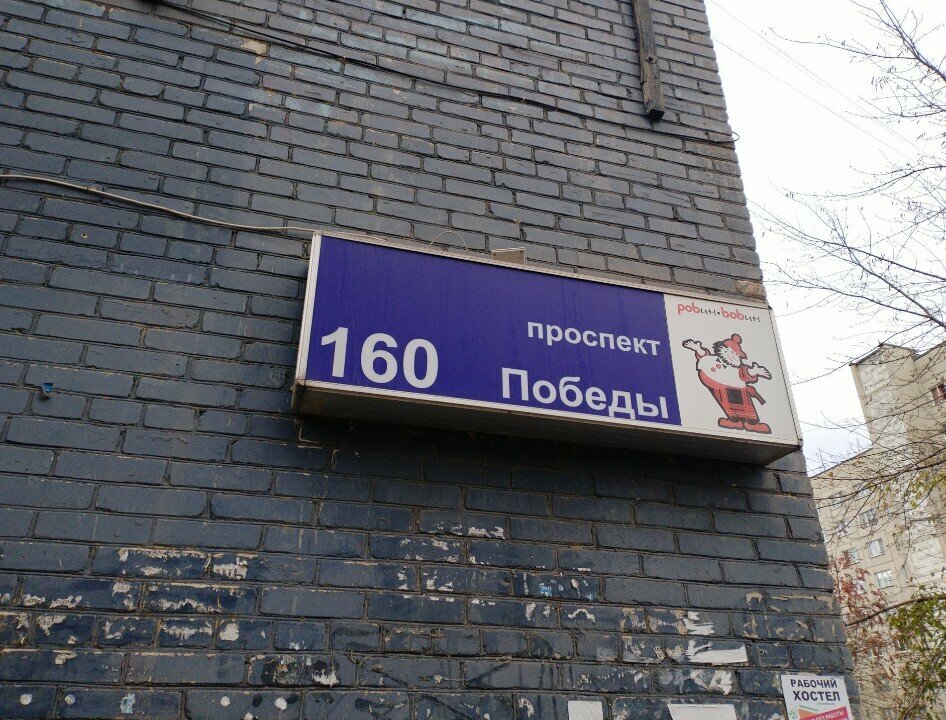 160
проспект
Победы
РАБОЧИЙ
ХОСТЕЛ